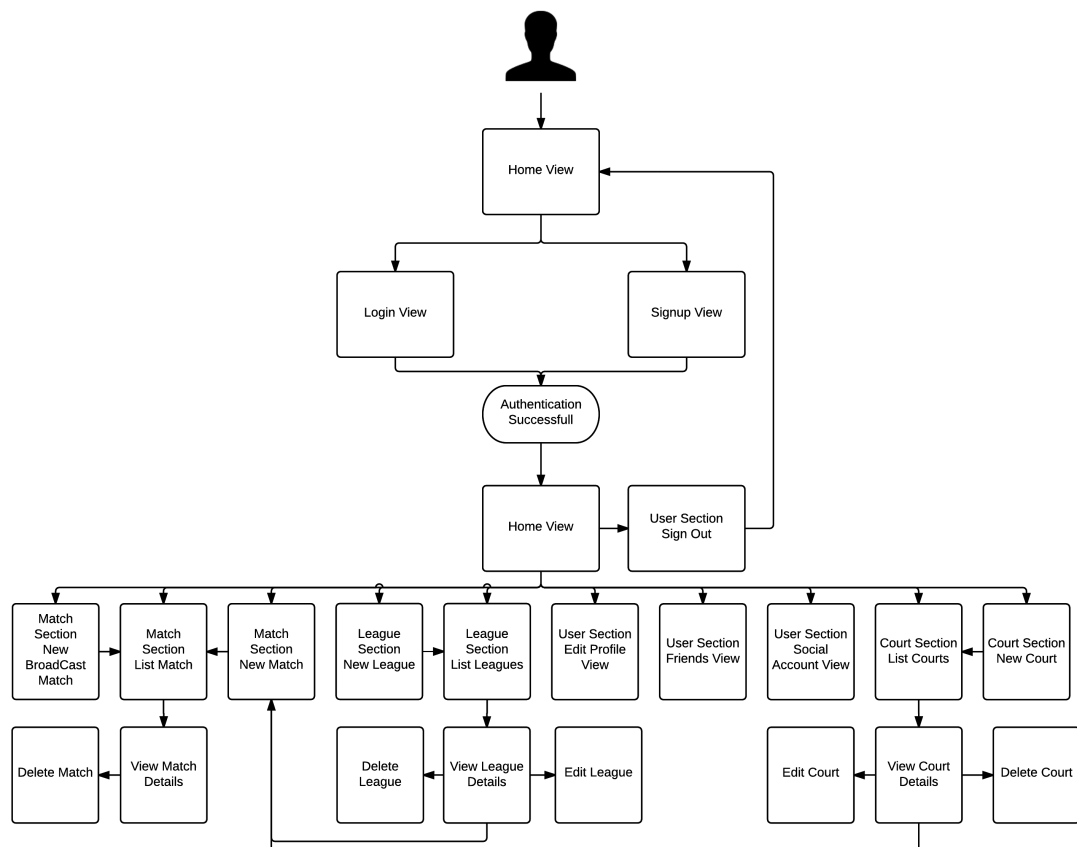 Home View
Login View
Signup View
Authentication
Successfull
Home View
User Section
Sign Out
Match
Section
New
BroadCast
Match
Match
Section
List Match
Match
Section
New Match
League
Section
New League
League
Section
List Leagues
User Section
Edit Profile
View
User Section
Friends View
User Section
Social
Account View
Court Section
List Courts
Court Section
New Court
Delete Match
View Match
Details
Delete
League
View League
Details
Edit League
Edit Court
View Court
Details
Delete Court